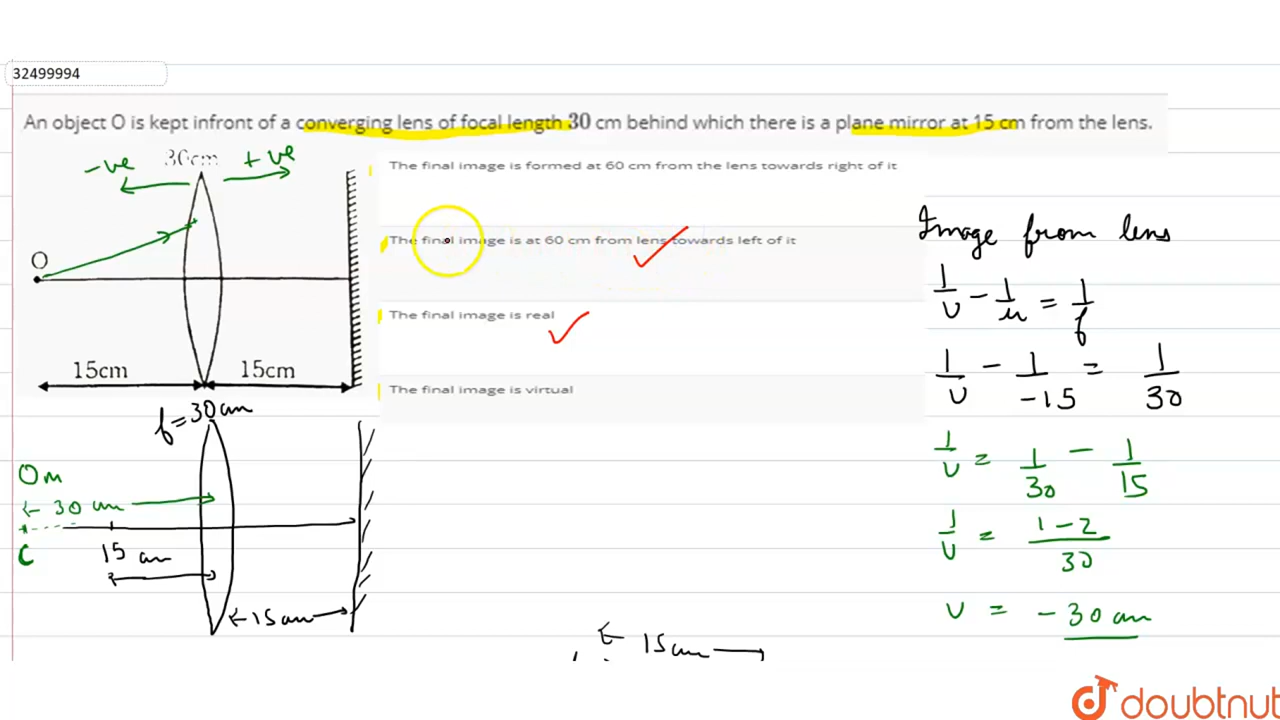 32499994
An object O is kept infront of a converging lens of focal length 30 cm behind which there is a plane mirror at 15 cm from the lens.
-ve 30cm +ve
The final image is formed at 60 cm from the lens towards right of it
The final image is at 60 cm from lens towards left of it
O
The final image is real
15cm 15cm
The final image is virtual
f = 30 cm
Om
← 30 cm →
C
15 cm
← 15 cm →
Image from lens
1/v - 1/u = 1/f
1/v - 1/-15 = 1/30
1/v = 1/30 - 1/15
1/v = 1-2/30
v = -30 cm
← 15 cm →
doubtnut